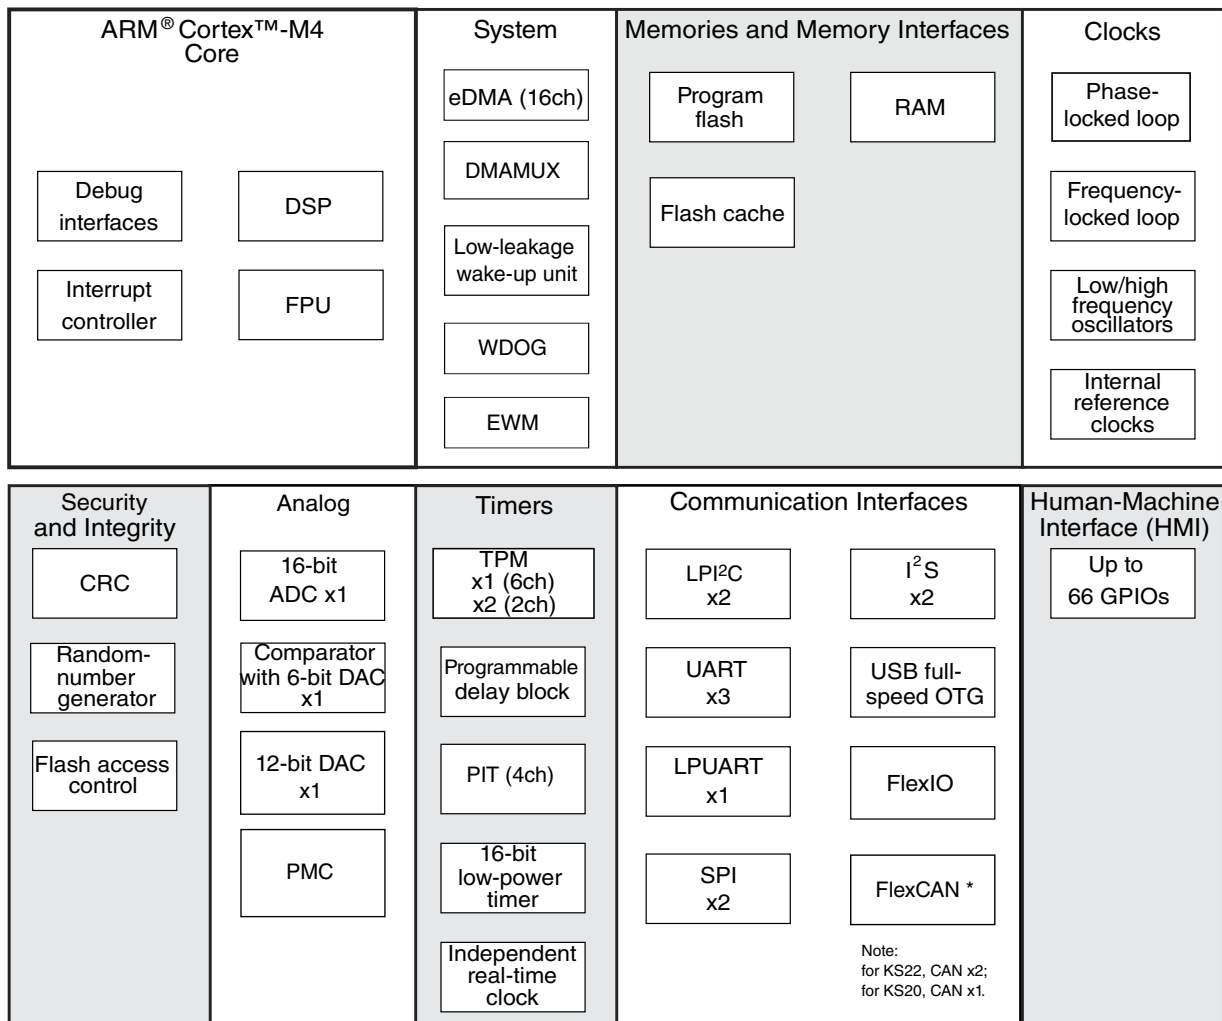 ARM® Cortex™-M4
Core
Debug
interfaces
DSP
Interrupt
controller
FPU
System
eDMA (16ch)
DMAMUX
Low-leakage
wake-up unit
WDOG
EWM
Memories and Memory Interfaces
Program
flash
RAM
Flash cache
Clocks
Phase-
locked loop
Frequency-
locked loop
Low/high
frequency
oscillators
Internal
reference
clocks
Security
and Integrity
CRC
Random-
number
generator
Flash access
control
Analog
16-bit
ADC x1
Comparator
with 6-bit DAC
x1
12-bit DAC
x1
PMC
Timers
TPM
x1 (6ch)
x2 (2ch)
Programmable
delay block
PIT (4ch)
16-bit
low-power
timer
Independent
real-time
clock
Communication Interfaces
LPI²C
x2
I²S
x2
UART
x3
USB full-
speed OTG
LPUART
x1
FlexIO
SPI
x2
FlexCAN *
Note:
for KS22, CAN x2;
for KS20, CAN x1.
Human-Machine
Interface (HMI)
Up to
66 GPIOs